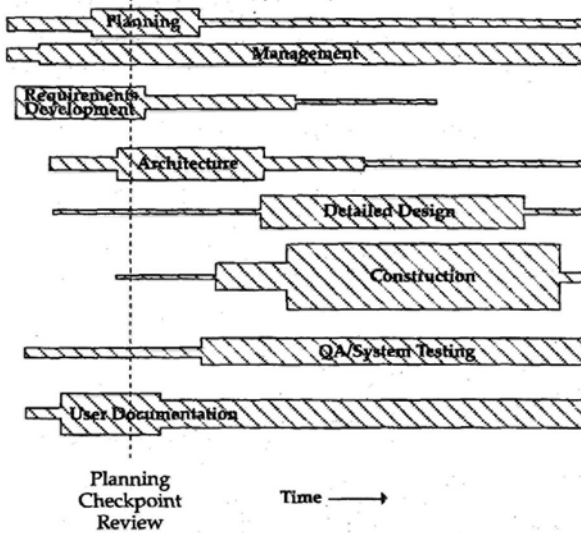 Planning
Management
Requirements
Development
Architecture
Detailed Design
Construction
QA/System Testing
User Documentation
Planning
Checkpoint
Review
Time